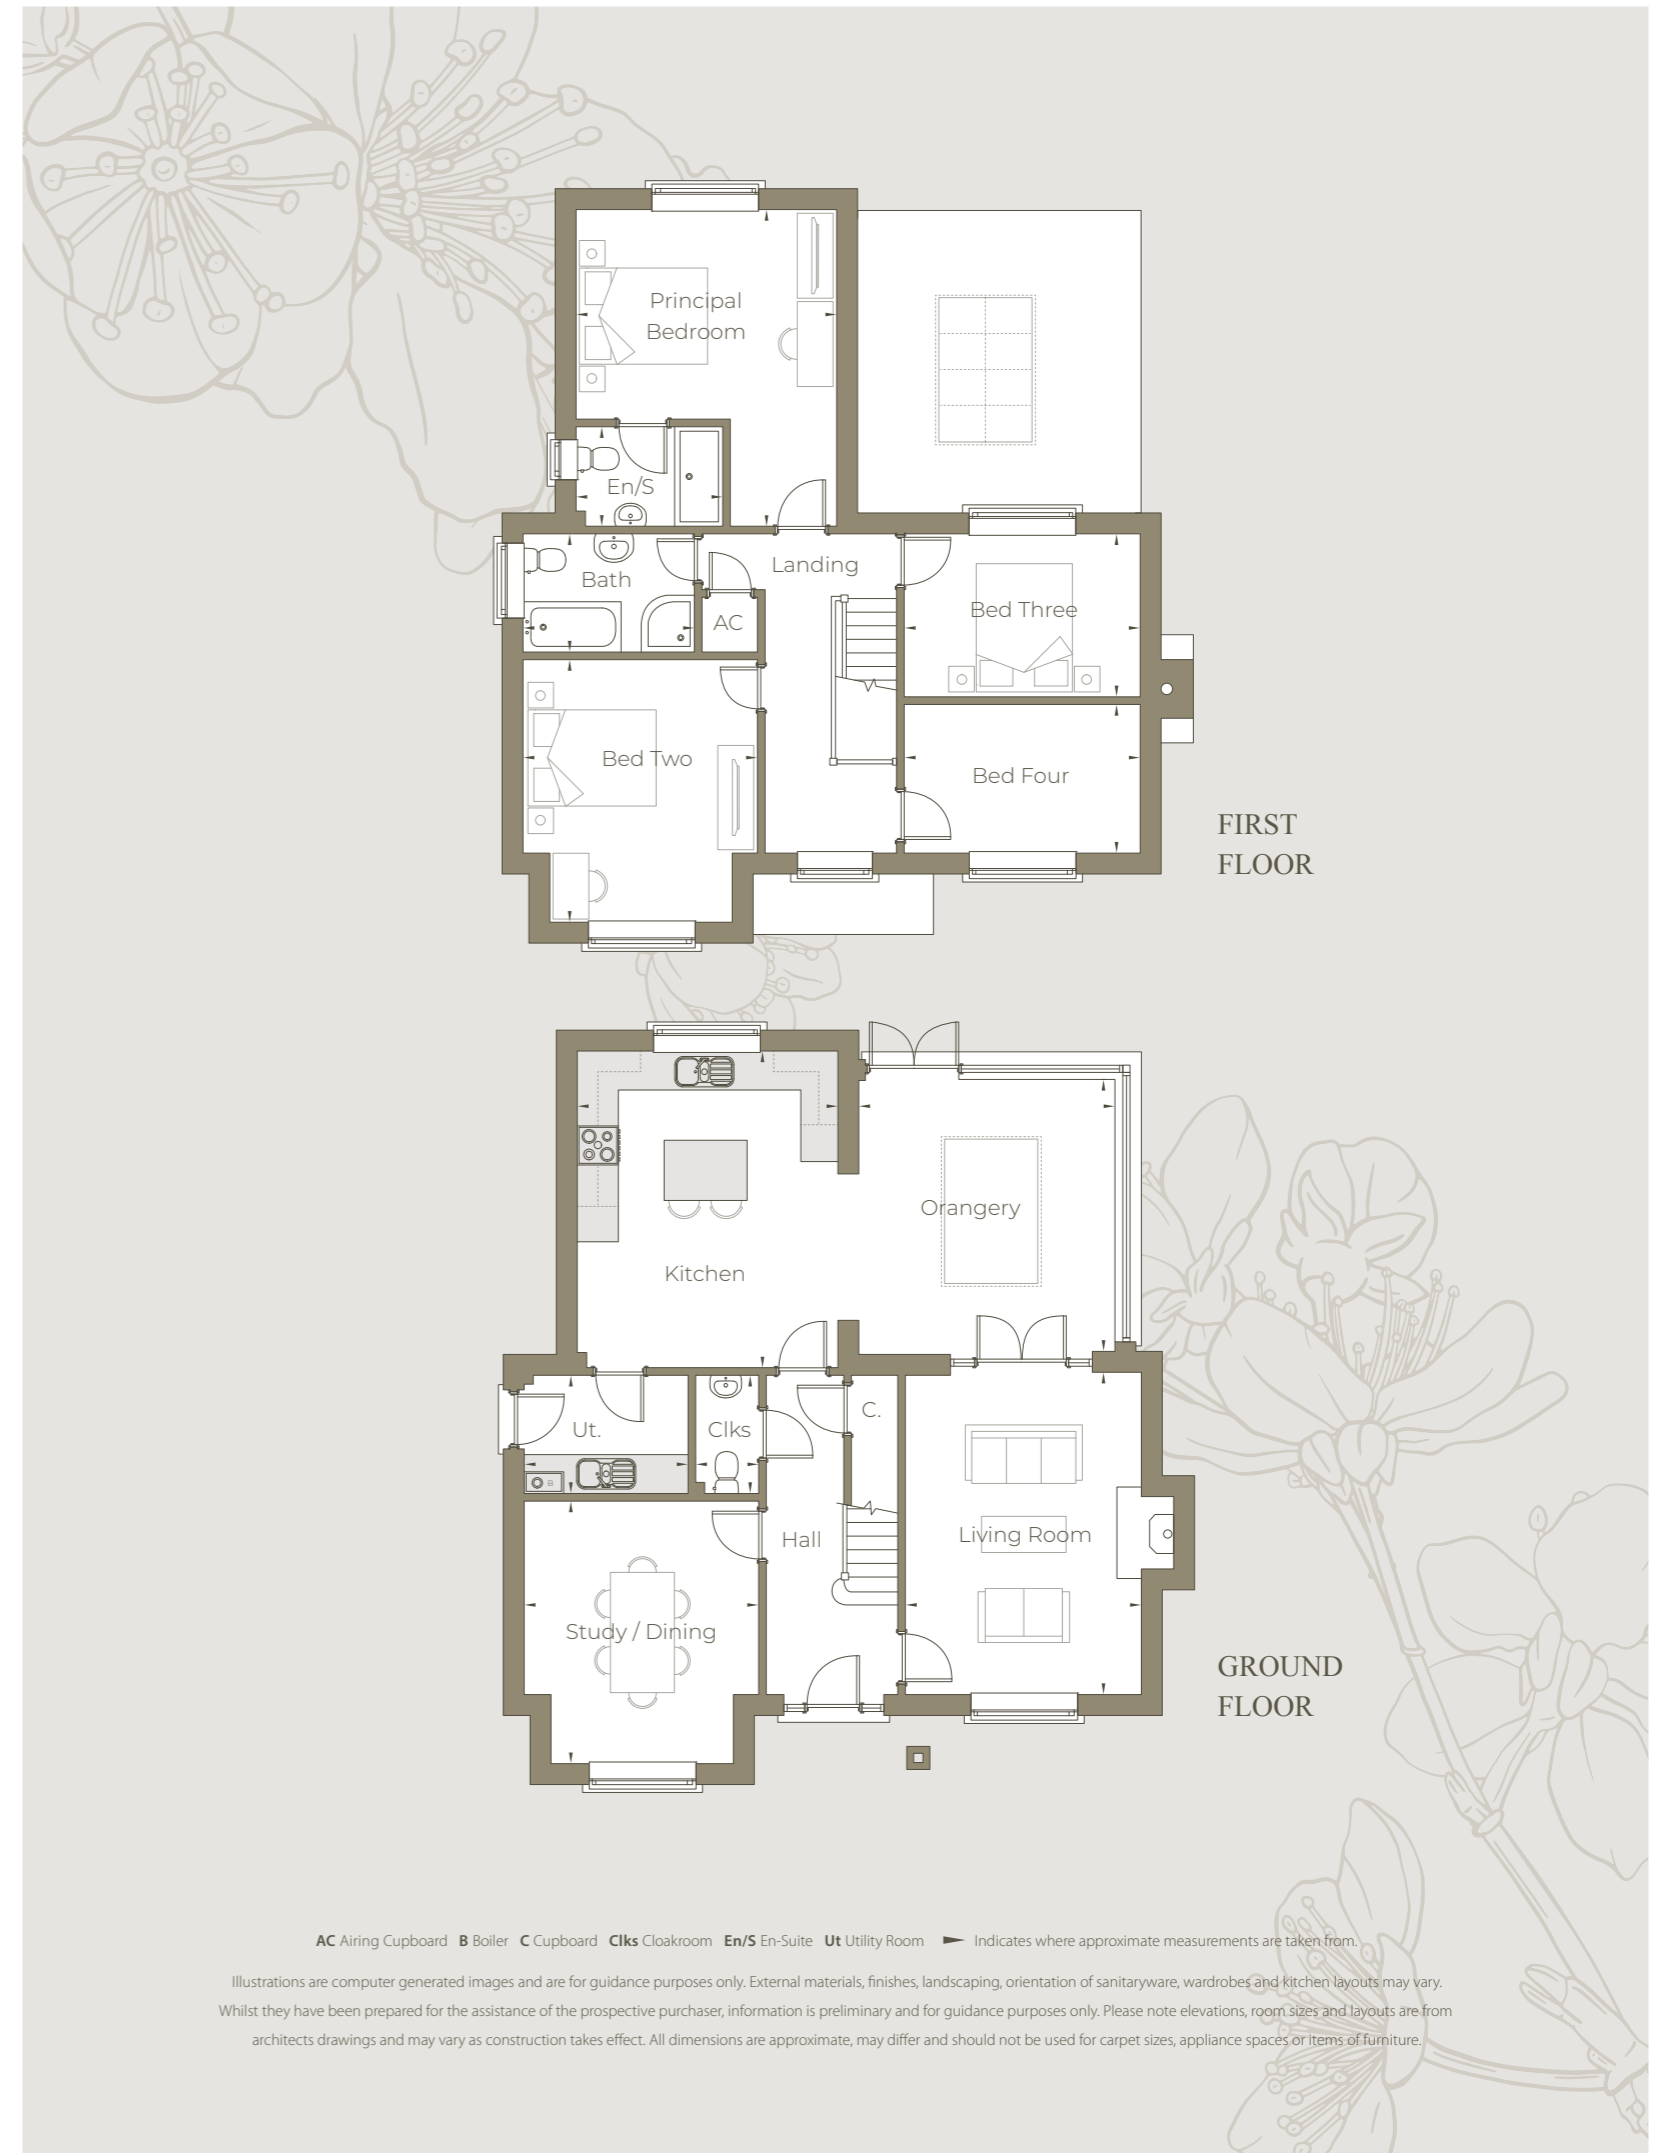 Principal
Bedroom
En/S
Bath
Landing
AC
Bed Three
Bed Two
Bed Four
FIRST
FLOOR
Orangery
Kitchen
Ut.
Clks
C.
B
Hall
Living Room
Study / Dining
GROUND
FLOOR
AC Airing Cupboard B Boiler C Cupboard Clks Cloakroom En/S En-Suite Ut Utility Room Indicates where approximate measurements are taken from.
Illustrations are computer generated images and are for guidance purposes only. External materials, finishes, landscaping, orientation of sanitaryware, wardrobes and kitchen layouts may vary.
Whilst they have been prepared for the assistance of the prospective purchaser, information is preliminary and for guidance purposes only. Please note elevations, room sizes and layouts are from
architects drawings and may vary as construction takes effect. All dimensions are approximate, may differ and should not be used for carpet sizes, appliance spaces or items of furniture.